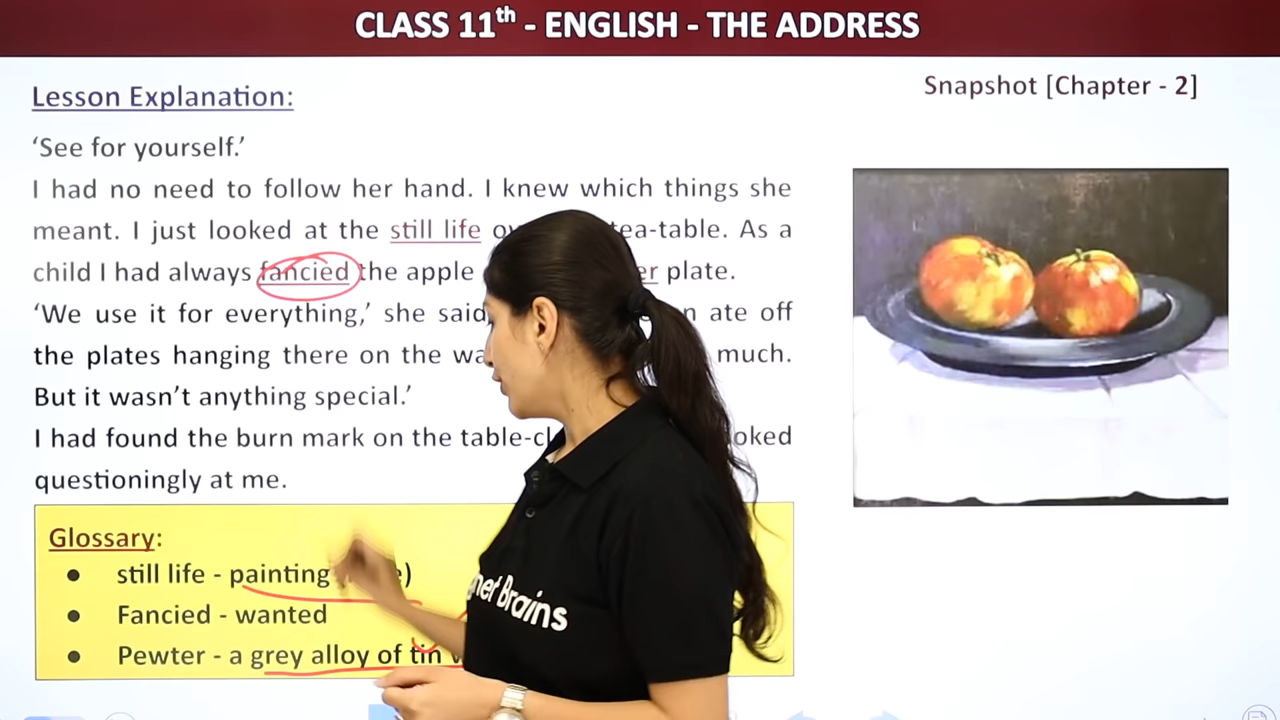 CLASS 11th - ENGLISH - THE ADDRESS
Lesson Explanation:
Snapshot [Chapter - 2]
‘See for yourself.’
I had no need to follow her hand. I knew which things she
meant. I just looked at the still life tea-table. As a
child I had always fancied the apple plate.
‘We use it for everything,’ she said ate off
the plates hanging there on the much.
But it wasn’t anything special.’
I had found the burn mark on the
questioningly at me.
Glossary:
● still life - painting
● Fancied - wanted
● Pewter - a grey alloy of tin
Brains